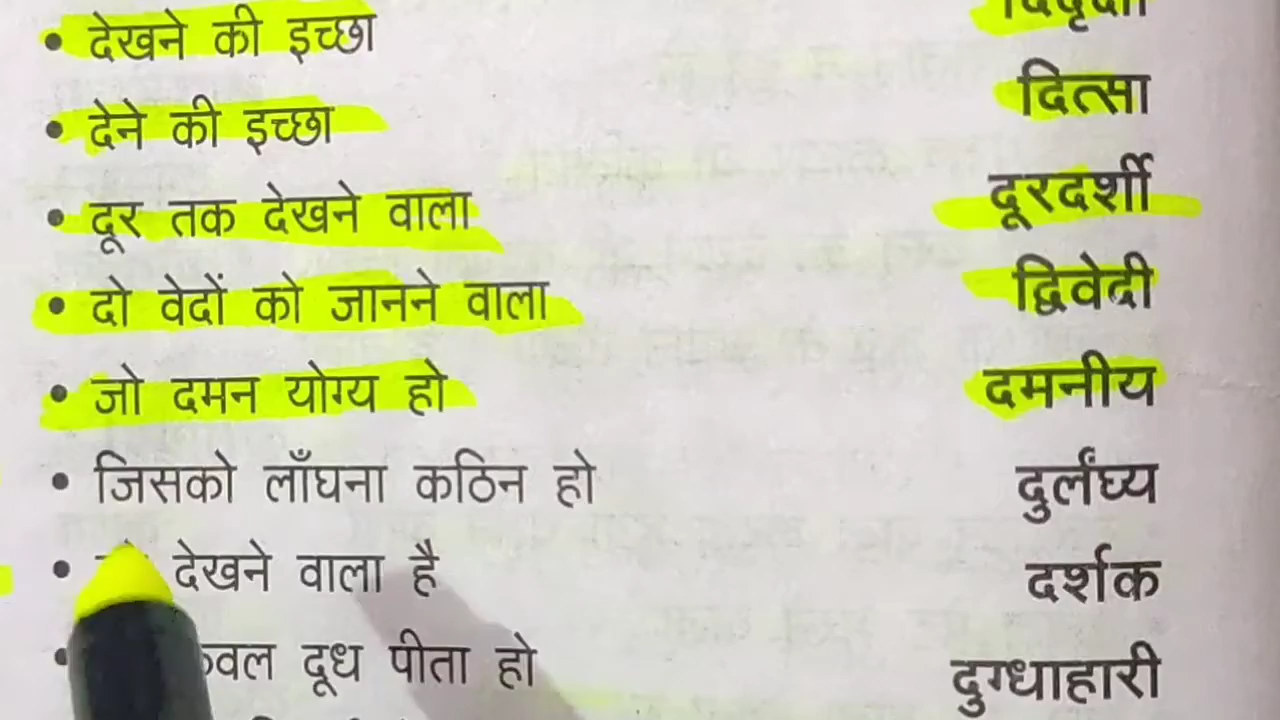 • देखने की इच्छा
• देने की इच्छा दित्सा
• दूर तक देखने वाला दूरदर्शी
• दो वेदों को जानने वाला द्विवेदी
• जो दमन योग्य हो दमनीय
• जिसको लाँघना कठिन हो दुर्लंघ्य
• देखने वाला है दर्शक
• दूध पीता हो दुग्धाहारी